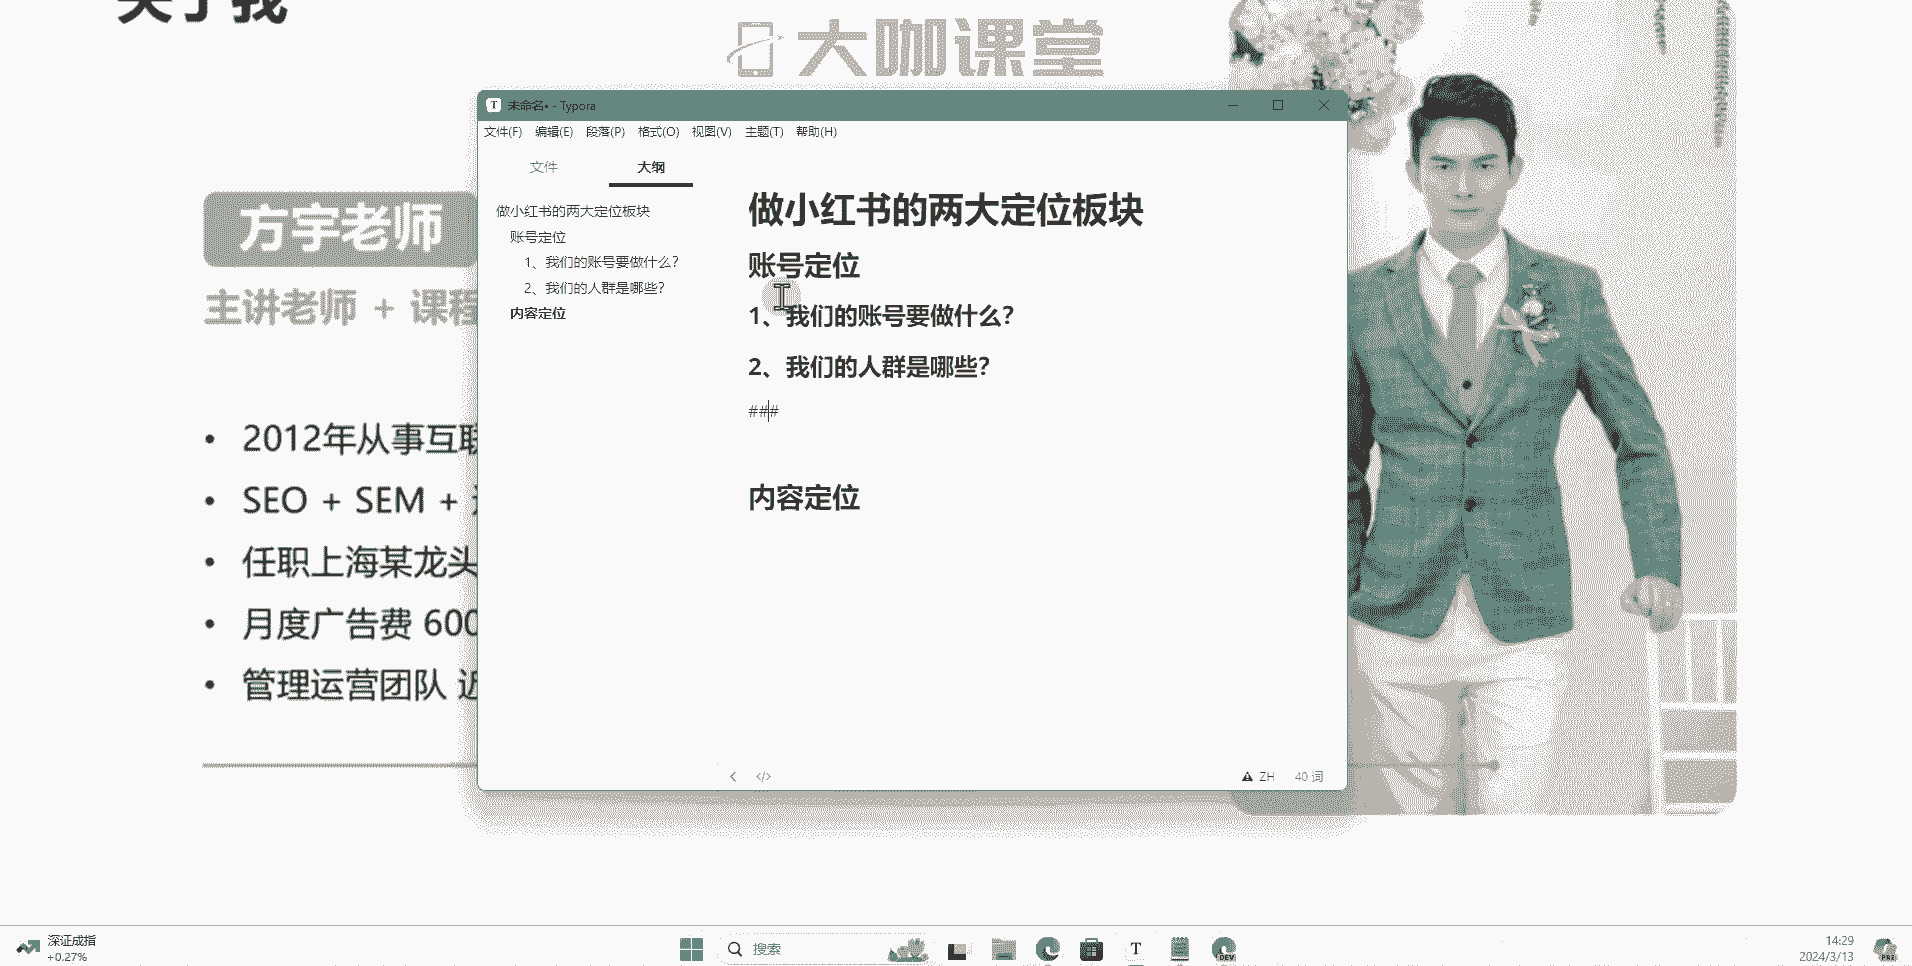 关于我
大咖课堂
方宇老师
主讲老师 + 课程
• 2012年从事互联
• SEO + SEM +
• 任职上海某龙头
• 月度广告费 600
• 管理运营团队 近
T 未命名• - Typora
文件(F) 编辑(E) 段落(P) 格式(O) 视图(V) 主题(T) 帮助(H)
文件 大纲
做小红书的两大定位板块
账号定位
1、我们的账号要做什么？
2、我们的人群是哪些？
内容定位
做小红书的两大定位板块
账号定位
1、我们的账号要做什么？
2、我们的人群是哪些？
###
内容定位
</>
ZH 40 词
深证成指
+0.27%
搜索
T
DEV
14:29
2024/3/13
PRE